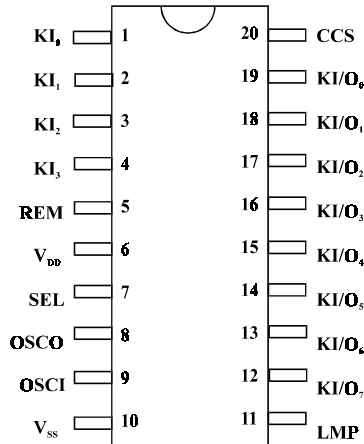 KI₀ 1 20 CCS
KI₁ 2 19 KI/O₀
KI₂ 3 18 KI/O₁
KI₃ 4 17 KI/O₂
REM 5 16 KI/O₃
V_DD 6 15 KI/O₄
SEL 7 14 KI/O₅
OSCO 8 13 KI/O₆
OSCI 9 12 KI/O₇
V_SS 10 11 LMP